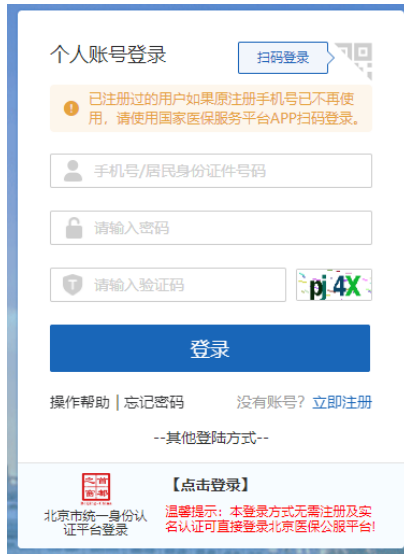 个人账号登录
扫码登录
已注册过的用户如果原注册手机号已不再使
用，请使用国家医保服务平台APP扫码登录。
手机号/居民身份证件号码
请输入密码
请输入验证码
pj4X
登录
操作帮助 | 忘记密码
没有账号? 立即注册
--其他登陆方式--
首都
之窗
北京市统一身份认
证平台登录
【点击登录】
温馨提示：本登录方式无需注册及实
名认证可直接登录北京医保公服平台!